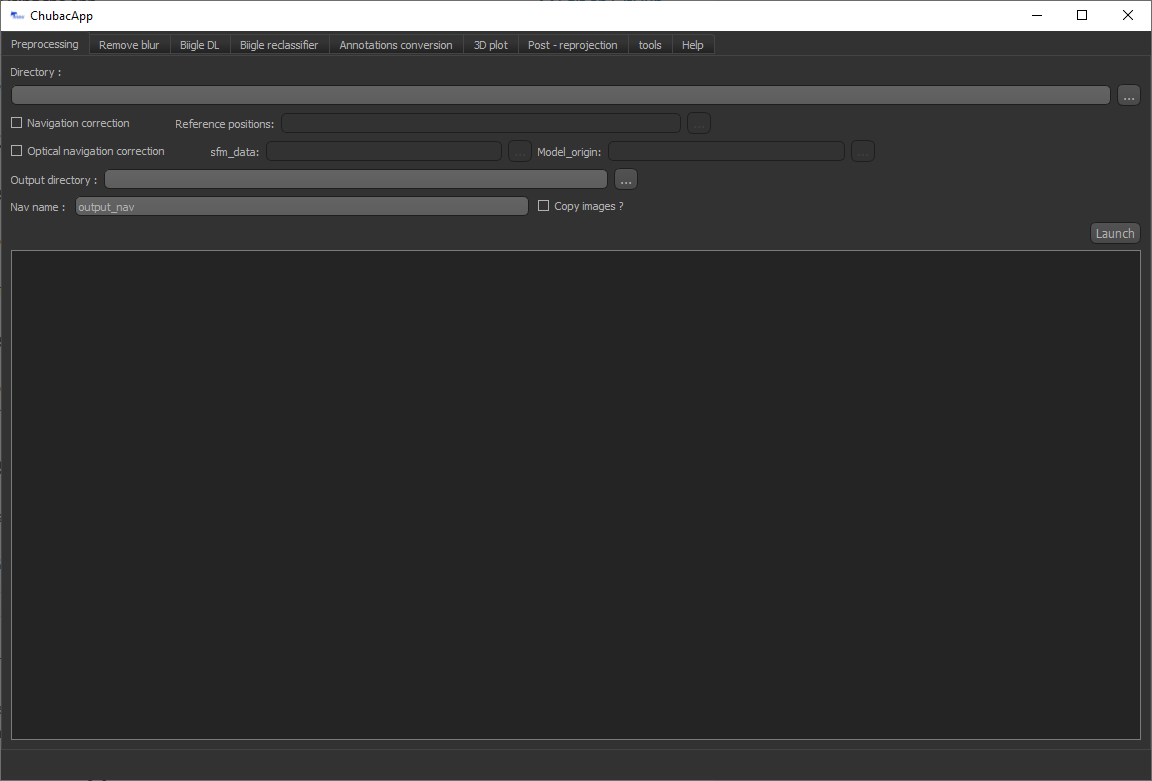 ChubacApp
Preprocessing Remove blur Biigle DL Biigle reclassifier Annotations conversion 3D plot Post - reprojection tools Help
Directory :
...
Navigation correction Reference positions: ...
Optical navigation correction sfm_data: ... Model_origin: ...
Output directory : ...
Nav name : output_nav Copy images ?
Launch